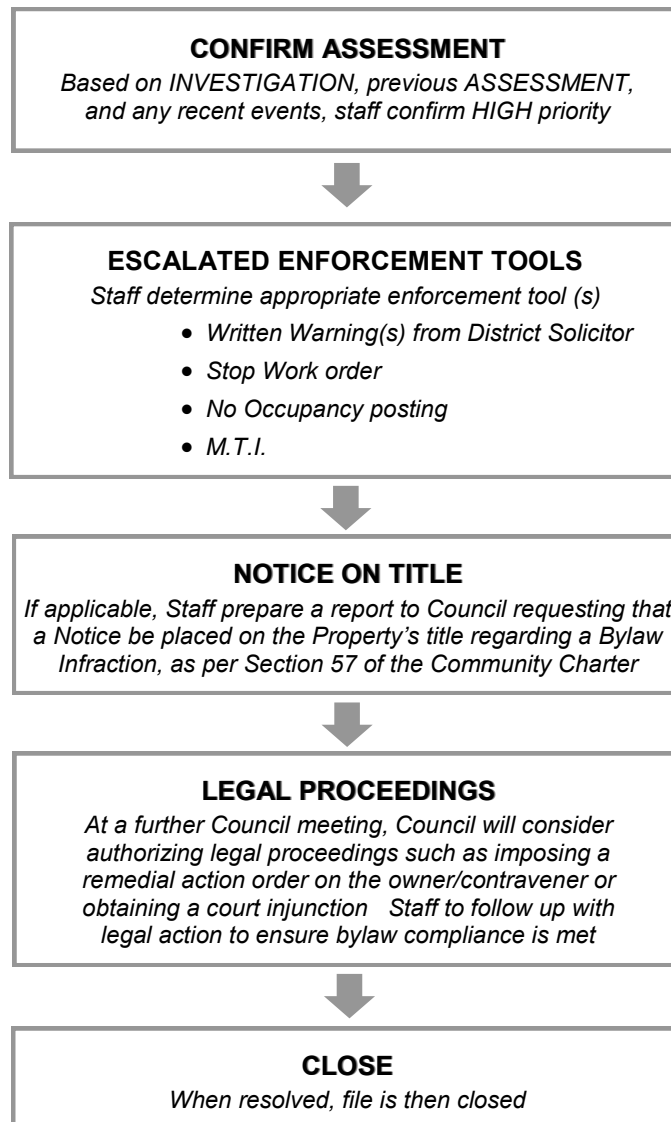 CONFIRM ASSESSMENT
Based on INVESTIGATION, previous ASSESSMENT,
and any recent events, staff confirm HIGH priority
ESCALATED ENFORCEMENT TOOLS
Staff determine appropriate enforcement tool (s)
• Written Warning(s) from District Solicitor
• Stop Work order
• No Occupancy posting
• M.T.I.
NOTICE ON TITLE
If applicable, Staff prepare a report to Council requesting that
a Notice be placed on the Property's title regarding a Bylaw
Infraction, as per Section 57 of the Community Charter
LEGAL PROCEEDINGS
At a further Council meeting, Council will consider
authorizing legal proceedings such as imposing a
remedial action order on the owner/contravener or
obtaining a court injunction   Staff to follow up with
legal action to ensure bylaw compliance is met
CLOSE
When resolved, file is then closed